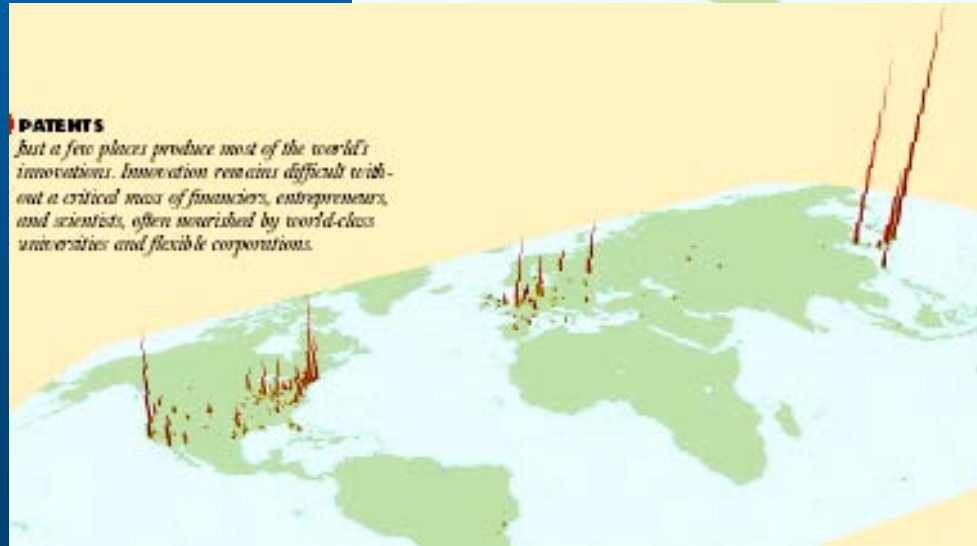 PATENTS
Just a few places produce most of the world's
innovations. Innovation remains difficult with-
out a critical mass of financiers, entrepreneurs,
and scientists, often nourished by world-class
universities and flexible corporations.